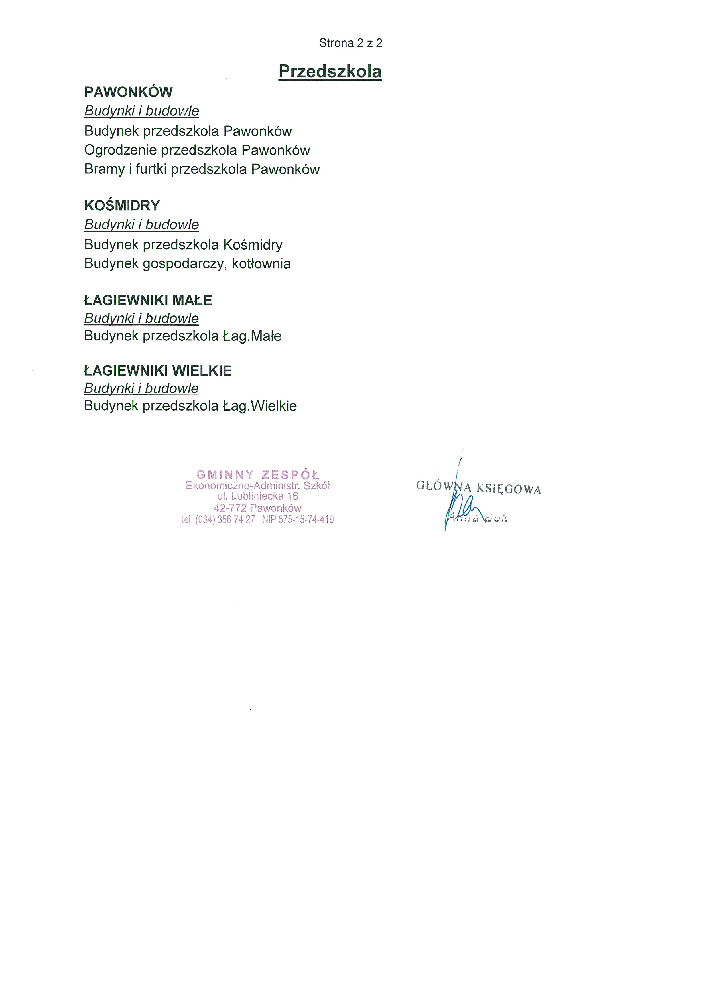 Strona 2 z 2
Przedszkola
PAWONKÓW
Budynki i budowle
Budynek przedszkola Pawonków
Ogrodzenie przedszkola Pawonków
Bramy i furtki przedszkola Pawonków
KOŚMIDRY
Budynki i budowle
Budynek przedszkola Kośmidry
Budynek gospodarczy, kotłownia
ŁAGIEWNIKI MAŁE
Budynki i budowle
Budynek przedszkola Łag.Małe
ŁAGIEWNIKI WIELKIE
Budynki i budowle
Budynek przedszkola Łag.Wielkie
GMINNY ZESPÓŁ
Ekonomiczno-Administr. Szkół
ul. Lubliniecka 16
42-772 Pawonków
tel. (034) 356 74 27 NIP 575-15-74-419
GŁÓWNA KSIĘGOWA
Anna